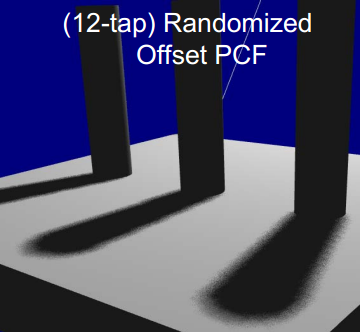 (12-tap) Randomized
Offset PCF